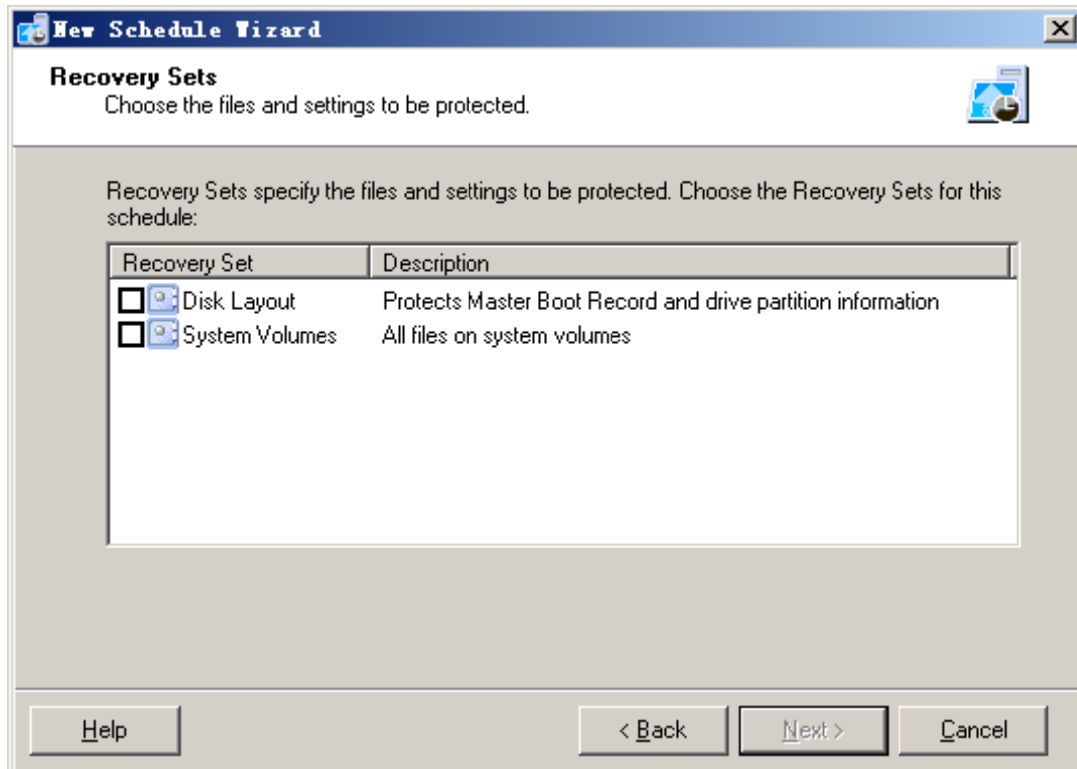 New Schedule Wizard
Recovery Sets
Choose the files and settings to be protected.
Recovery Sets specify the files and settings to be protected. Choose the Recovery Sets for this
schedule:
Recovery Set Description
Disk Layout Protects Master Boot Record and drive partition information
System Volumes All files on system volumes
Help < Back Next > Cancel